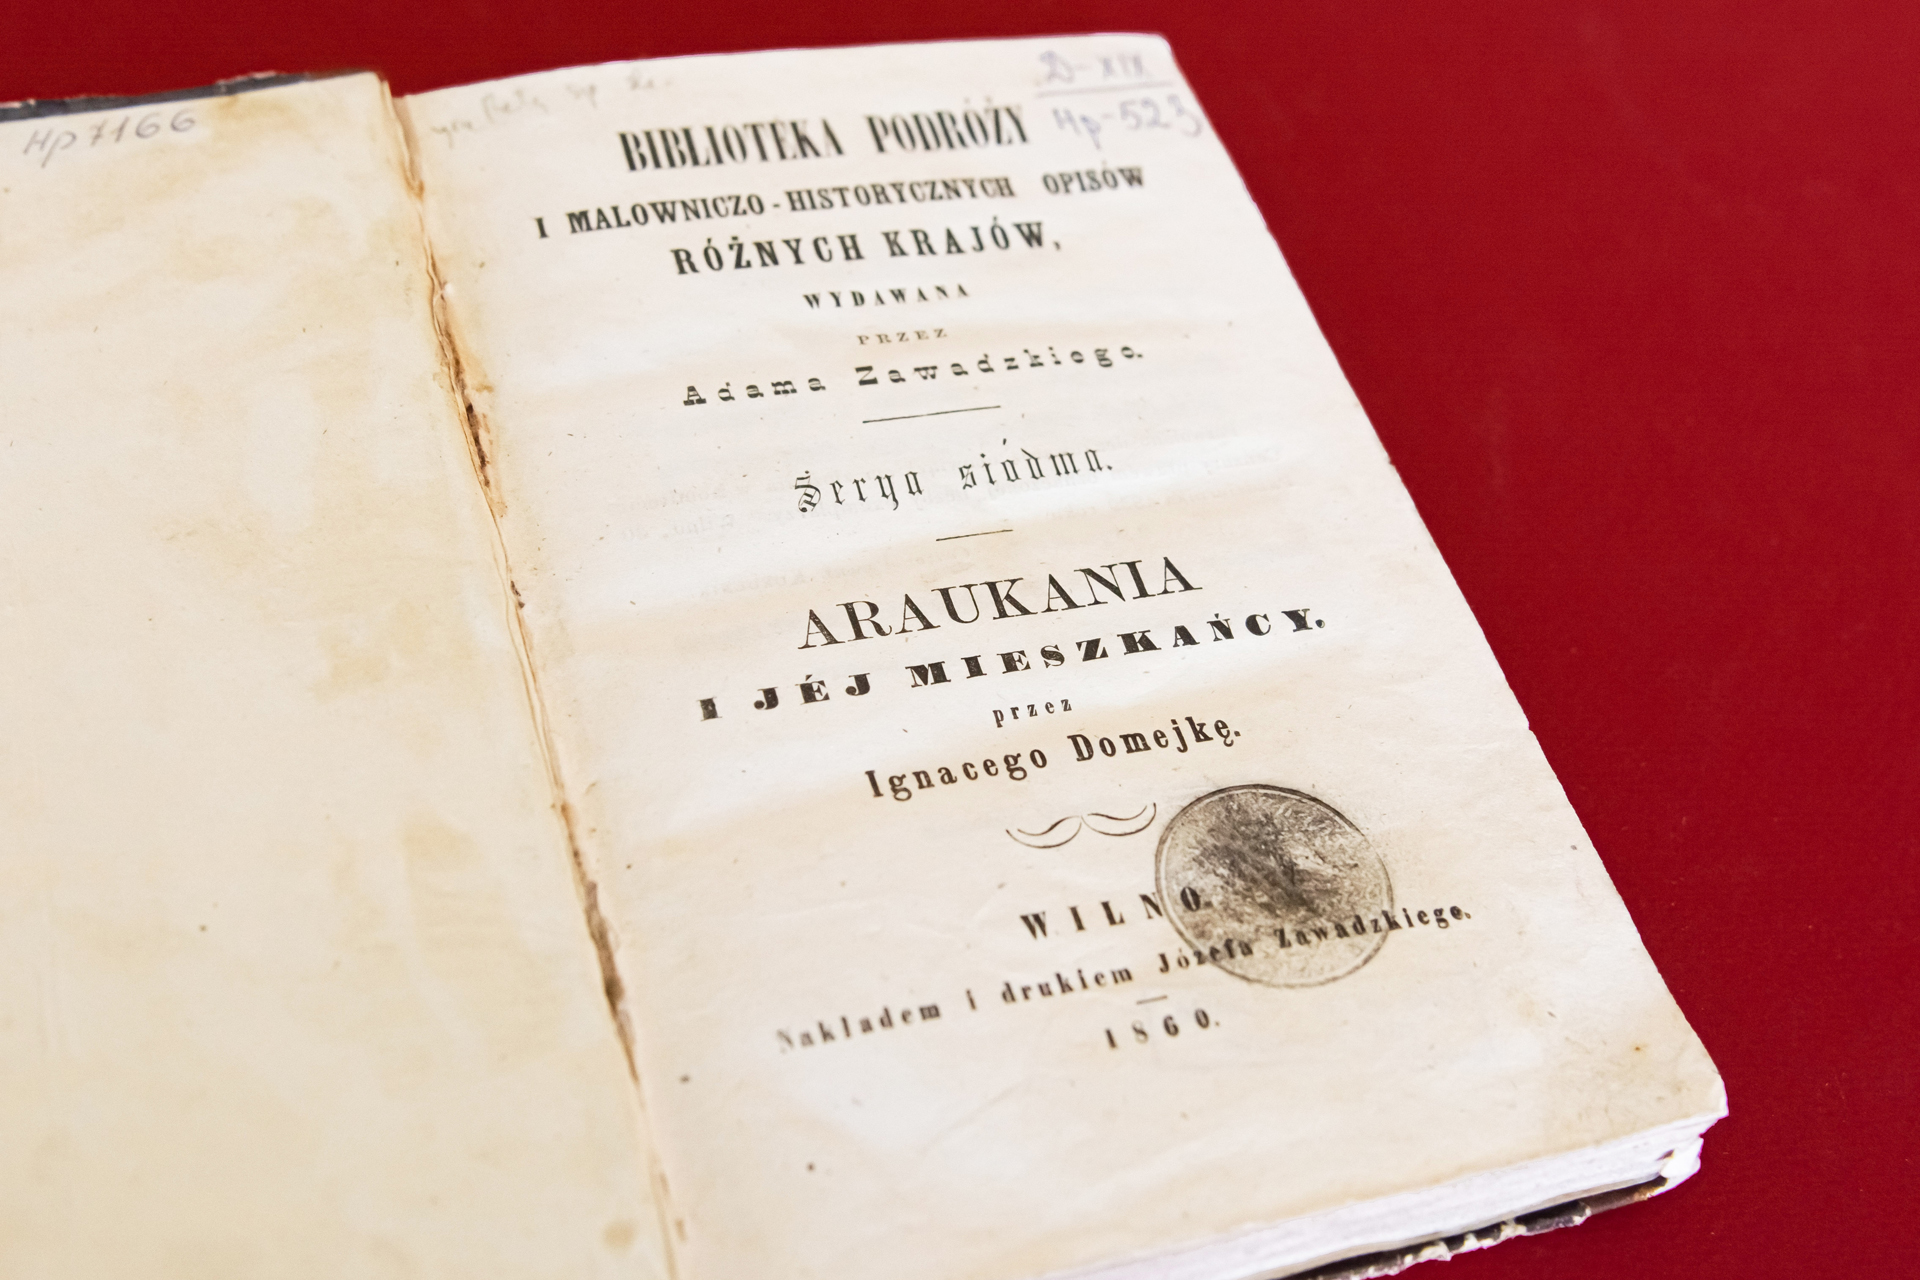 Hp7166
D-XIX
Hp-523
BIBLIOTEKA PODRÓŻY
I MALOWNICZO-HISTORYCZNYCH OPISÓW
RÓŻNYCH KRAJÓW,
WYDAWANA
PRZEZ
Adama Zawadzkiego.
Serya siódma.
ARAUKANIA
I JÉJ MIESZKAŃCY.
przez
Ignacego Domejkę.
WILNO.
Nakładem i drukiem Józefa Zawadzkiego.
1860.